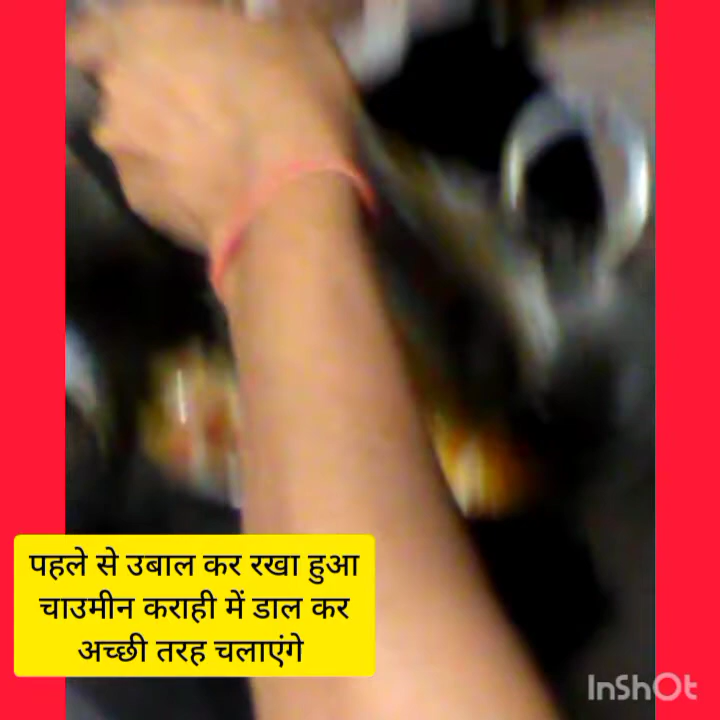 पहले से उबाल कर रखा हुआ
चाउमीन कराही में डाल कर
अच्छी तरह चलाएंगे
InShOt